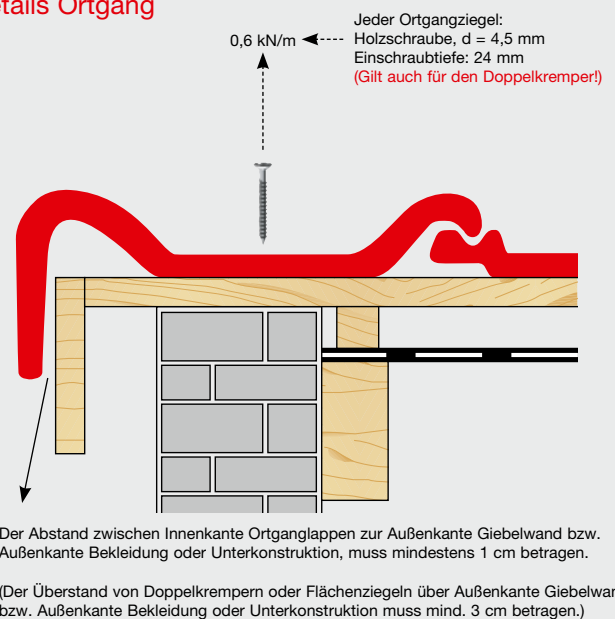 etails Ortgang
Jeder Ortgangziegel:
0,6 kN/m
Holzschraube, d = 4,5 mm
Einschraubtiefe: 24 mm
(Gilt auch für den Doppelkremper!)
Der Abstand zwischen Innenkante Ortganglappen zur Außenkante Giebelwand bzw.
Außenkante Bekleidung oder Unterkonstruktion, muss mindestens 1 cm betragen.
(Der Überstand von Doppelkrempern oder Flächenziegeln über Außenkante Giebelwan
bzw. Außenkante Bekleidung oder Unterkonstruktion muss mind. 3 cm betragen.)